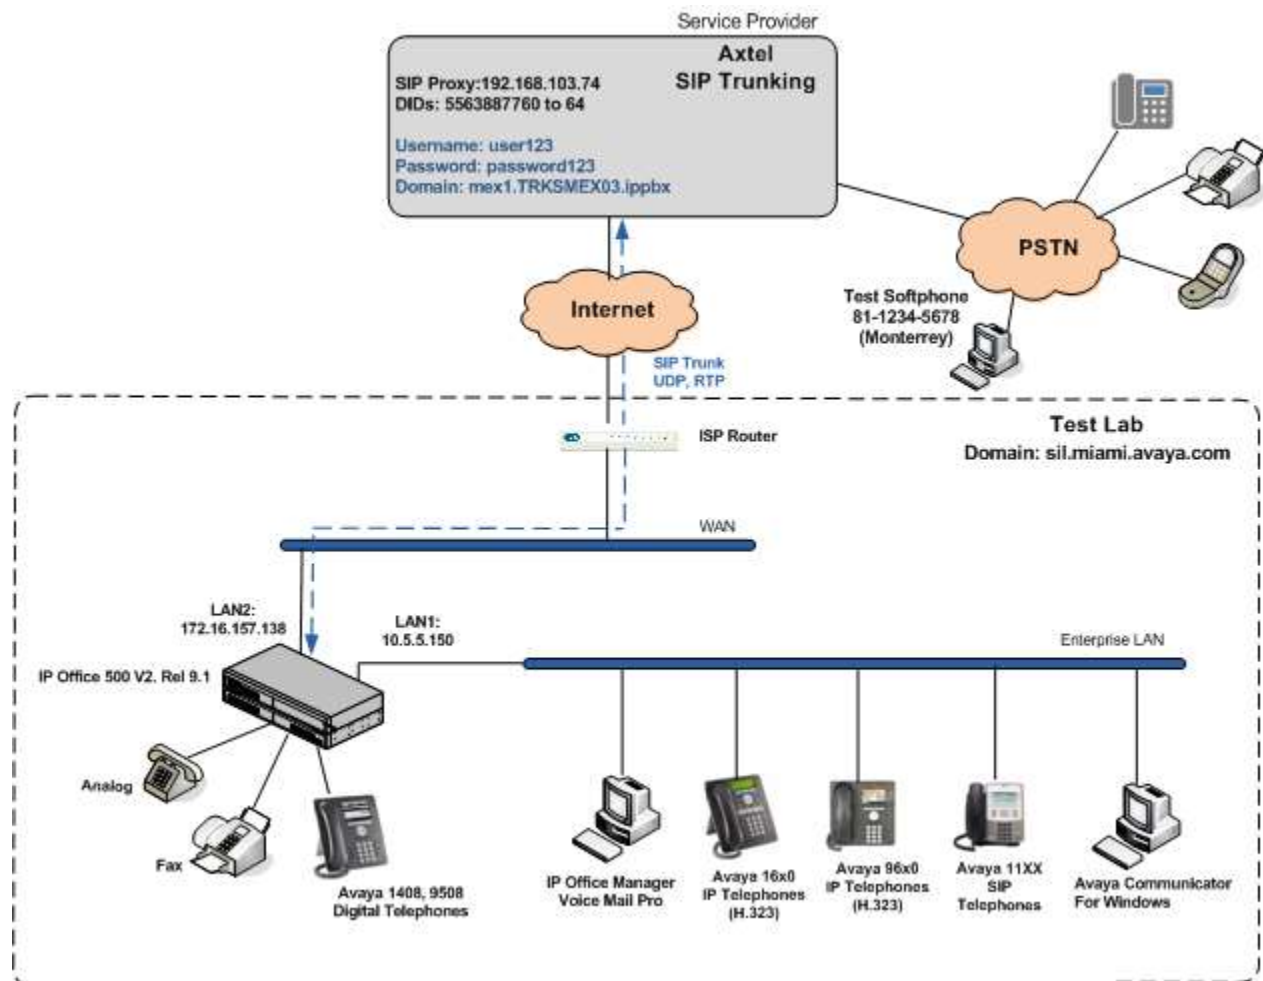 Service Provider
Axtel
SIP Trunking
SIP Proxy:192.168.103.74
DIDs: 5563887760 to 64
Username: user123
Password: password123
Domain: mex1.TRKSMEX03.ippbx
PSTN
Internet
Test Softphone
81-1234-5678
(Monterrey)
SIP Trunk
UDP, RTP
ISP Router
Test Lab
Domain: sil.miami.avaya.com
WAN
LAN2:
172.16.157.138
LAN1:
10.5.5.150
Enterprise LAN
IP Office 500 V2. Rel 9.1
Analog
Fax
Avaya 1408, 9508
Digital Telephones
IP Office Manager
Voice Mail Pro
Avaya 16x0
IP Telephones
(H.323)
Avaya 96x0
IP Telephones
(H.323)
Avaya 11XX
SIP
Telephones
Avaya Communicator
For Windows